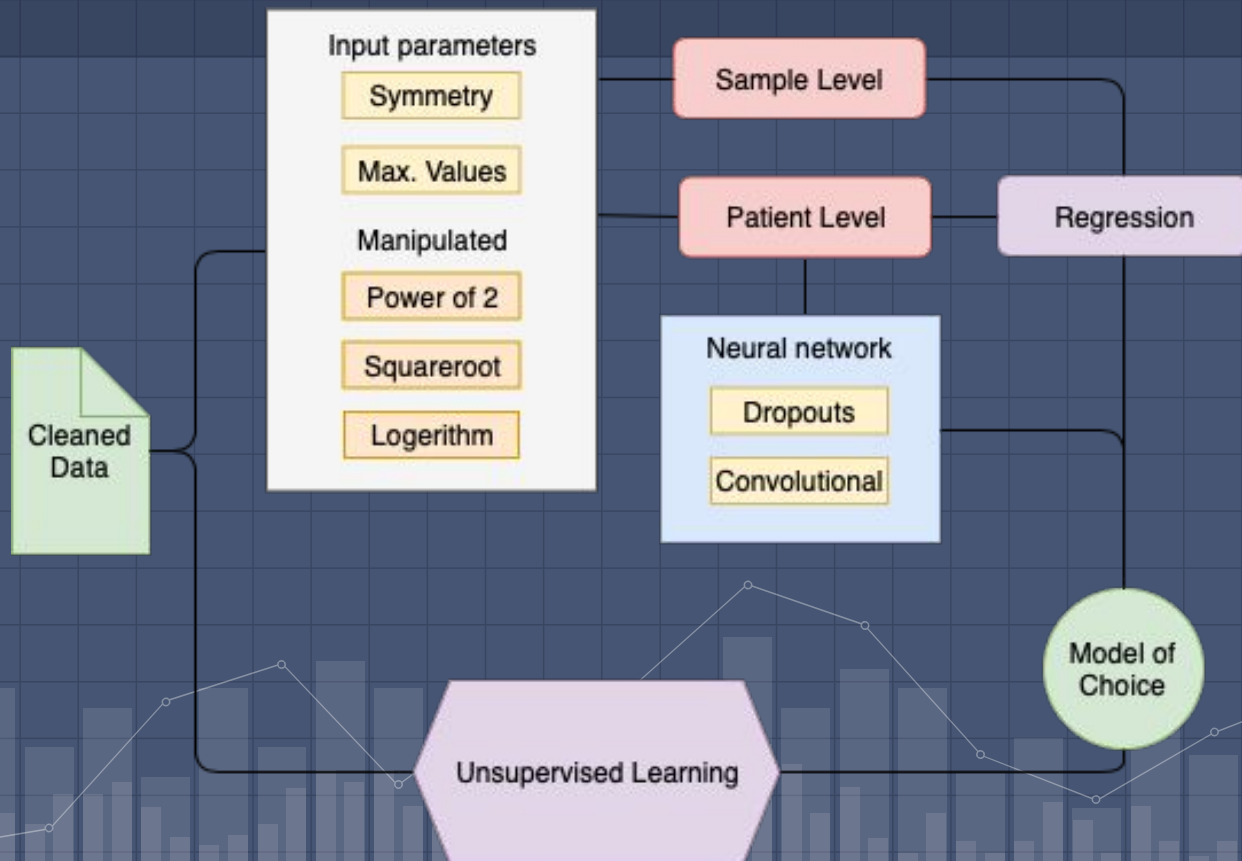 Input parameters
Symmetry
Max. Values
Manipulated
Power of 2
Squareroot
Logerithm
Sample Level
Patient Level
Regression
Neural network
Dropouts
Convolutional
Cleaned
Data
Model of
Choice
Unsupervised Learning